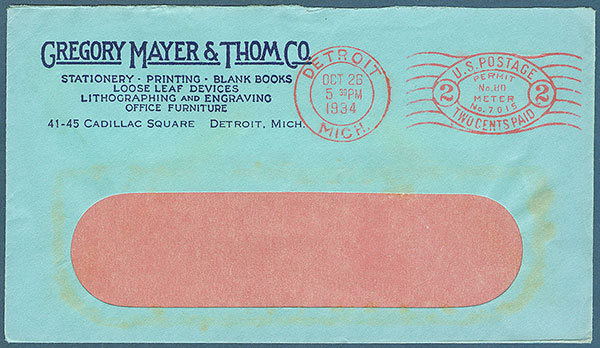 GREGORY MAYER & THOM CO.
STATIONERY · PRINTING · BLANK BOOKS
LOOSE LEAF DEVICES
LITHOGRAPHING AND ENGRAVING
OFFICE FURNITURE
41-45 CADILLAC SQUARE DETROIT, MICH.
DETROIT
OCT 26
5 30 PM
1934
MICH.
U.S. POSTAGE
PERMIT
No. 80
2 METER 2
No. 7015
TWO CENTS PAID